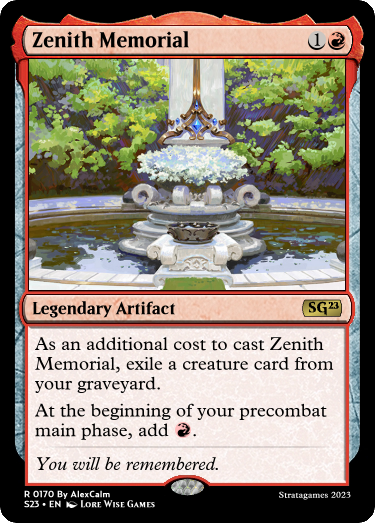 Zenith Memorial 1
Legendary Artifact SG23
As an additional cost to cast Zenith
Memorial, exile a creature card from
your graveyard.
At the beginning of your precombat
main phase, add .
You will be remembered.
R 0170 By AlexCalm Stratagames 2023
S23 • EN Lore Wise Games